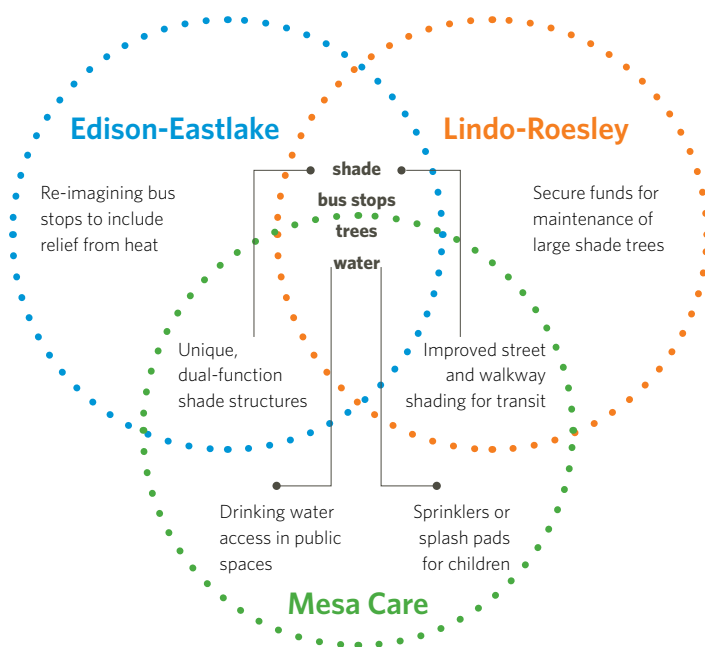 Edison-Eastlake
Lindo-Roesley
shade
bus stops
trees
water
Re-imagining bus
stops to include
relief from heat
Secure funds for
maintenance of
large shade trees
Unique,
dual-function
shade structures
Improved street
and walkway
shading for transit
Drinking water
access in public
spaces
Sprinklers or
splash pads
for children
Mesa Care